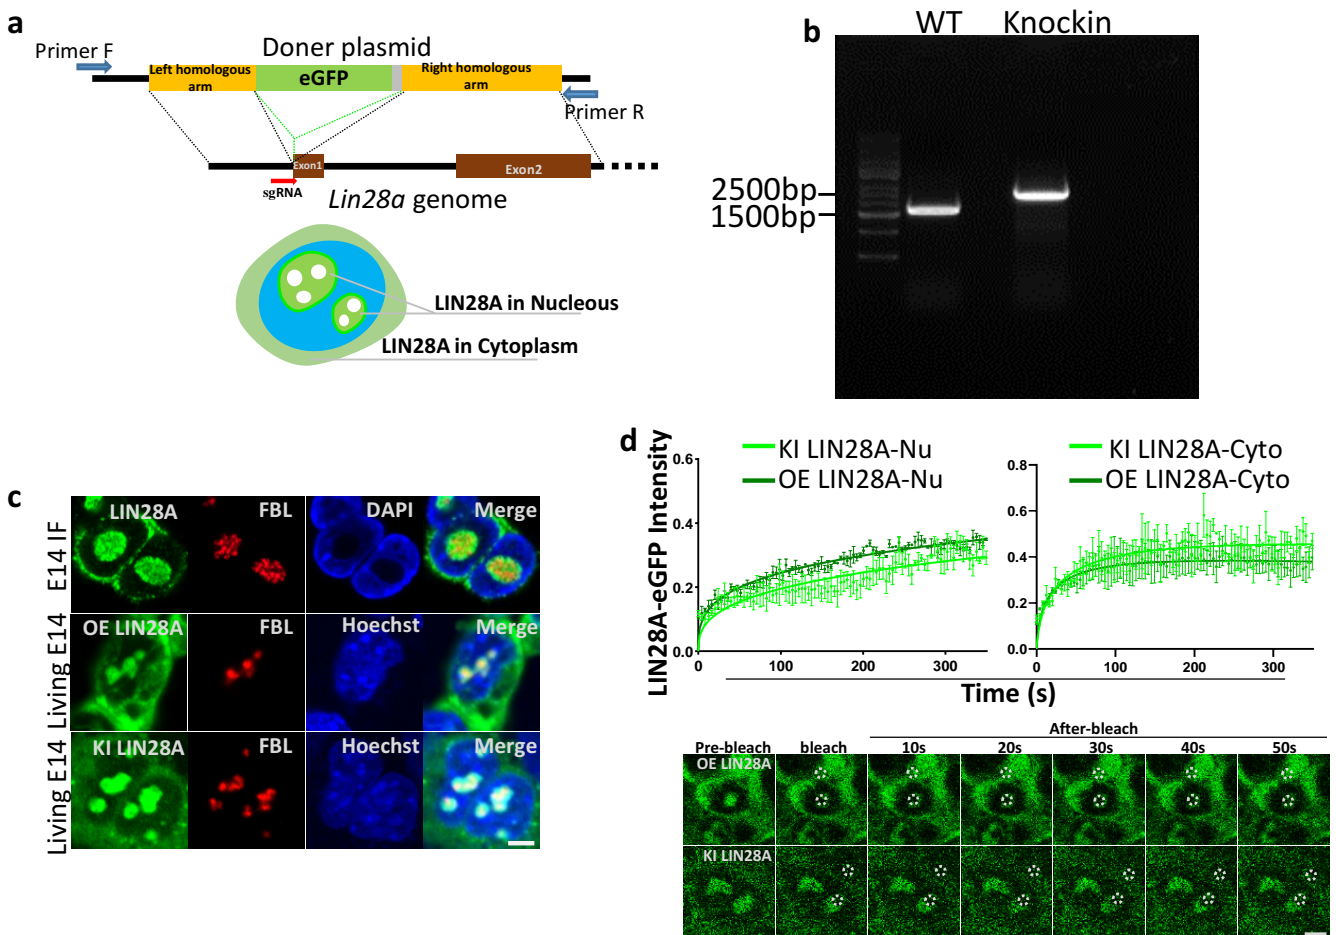 a
Doner plasmid
Primer F
Left homologous
arm
eGFP
Right homologous
arm
Primer R
Exon1
Exon2
sgRNA
Lin28a genome
LIN28A in Nucleous
LIN28A in Cytoplasm
b
WT
Knockin
2500bp
1500bp
c
E14 IF
LIN28A
FBL
DAPI
Merge
Living E14
OE LIN28A
FBL
Hoechst
Merge
Living E14
KI LIN28A
FBL
Hoechst
Merge
d
LIN28A-eGFP Intensity
KI LIN28A-Nu
OE LIN28A-Nu
0.6
0.4
0.2
0.0
0
100
200
300
KI LIN28A-Cyto
OE LIN28A-Cyto
0.8
0.6
0.4
0.2
0.0
0
100
200
300
Time (s)
After-bleach
Pre-bleach
bleach
10s
20s
30s
40s
50s
OE LIN28A
KI LIN28A